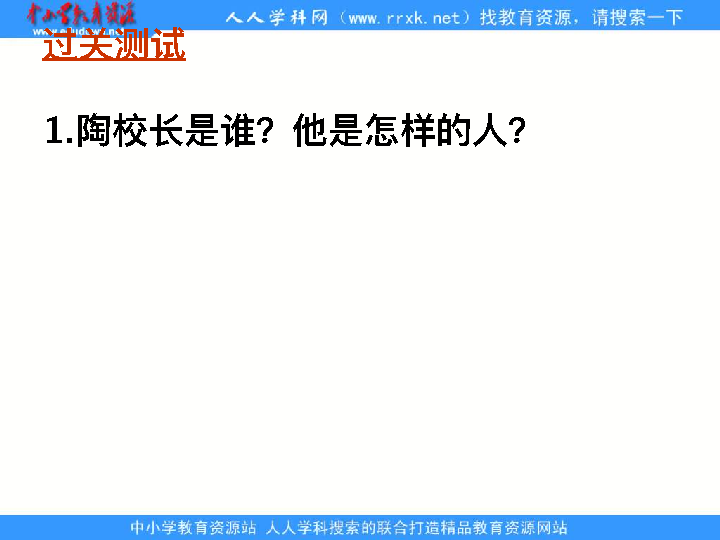 中小学教育资源
www.edudown.net
人人学科网（www.rrxk.net）找教育资源，请搜索一下
过关测试
1.陶校长是谁？他是怎样的人？
中小学教育资源站 人人学科搜索的联合打造精品教育资源网站